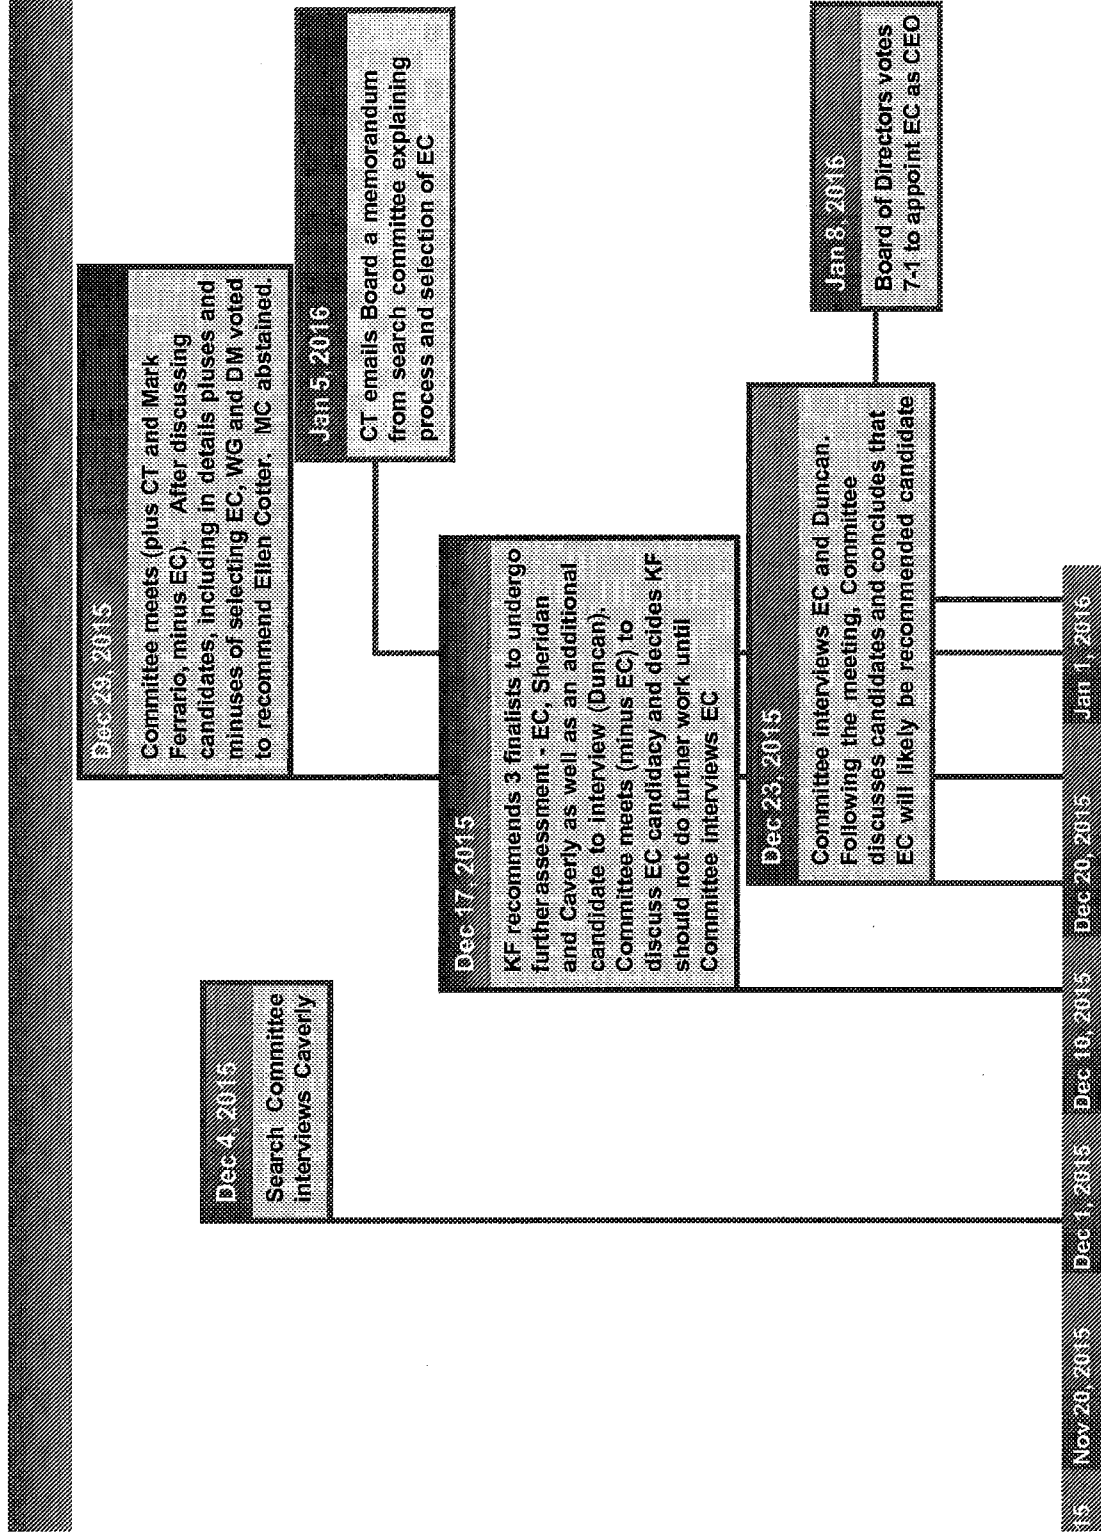 Dec 4, 2015
Search Committee
interviews Caverly
Dec 17, 2015
KF recommends 3 finalists to undergo
further assessment - EC, Sheridan
and Caverly as well as an additional
candidate to interview (Duncan).
Committee meets (minus EC) to
discuss EC candidacy and decides KF
should not do further work until
Committee interviews EC
Dec 23, 2015
Committee interviews EC and Duncan.
Following the meeting, Committee
discusses candidates and concludes that
EC will likely be recommended candidate
Dec 29, 2015
Committee meets (plus CT and Mark
Ferrario, minus EC). After discussing
candidates, including in details pluses and
minuses of selecting EC, WG and DM voted
to recommend Ellen Cotter. MC abstained.
Jan 5, 2016
CT emails Board a memorandum
from search committee explaining
process and selection of EC
Jan 8, 2016
Board of Directors votes
7-1 to appoint EC as CEO
15 Nov 20, 2015 Dec 1, 2015 Dec 10, 2015 Dec 20, 2015 Jan 1, 2016